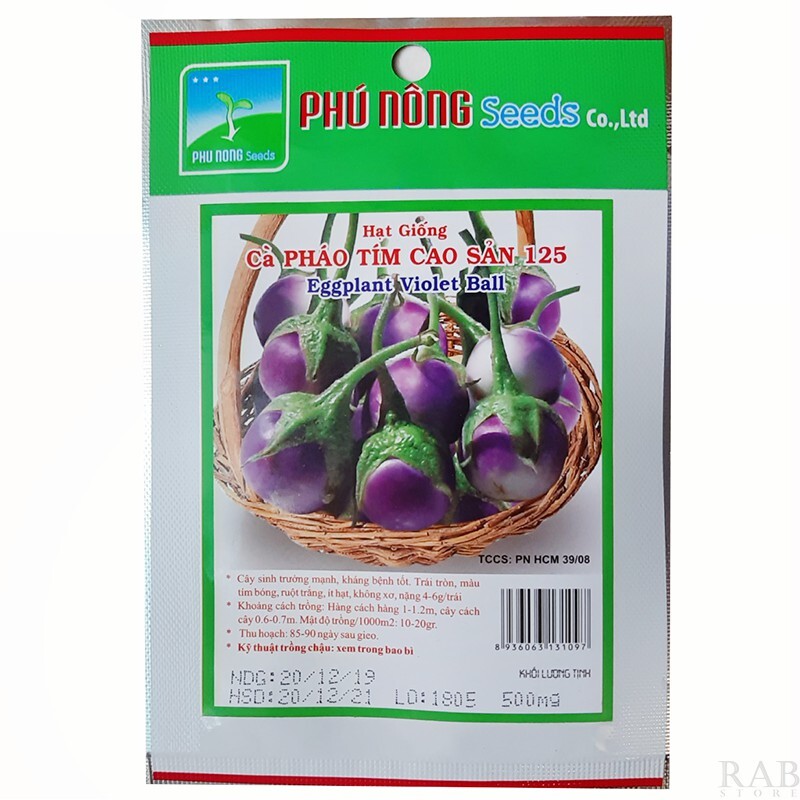 PHÚ NÔNG Seeds Co.,Ltd
PHU NONG Seeds
Hạt Giống
Cà PHÁO TÍM CAO SẢN 125
Eggplant Violet Ball
TCCS: PN HCM 39/08
* Cây sinh trưởng mạnh, kháng bệnh tốt. Trái tròn, màu
tím bóng, ruột trắng, ít hạt, không xơ, nặng 4-6g/trái
* Khoảng cách trồng: Hàng cách hàng 1-1.2m, cây cách
cây 0.6-0.7m. Mật độ trồng/1000m2: 10-20gr.
* Thu hoạch: 85-90 ngày sau gieo.
* Kỹ thuật trồng chậu: xem trong bao bì
8 936063 131097
NDG:20/12/19
HSD:20/12/21 LO:1805
KHỐI LƯỢNG TỊNH
500mg
RAB
STORE